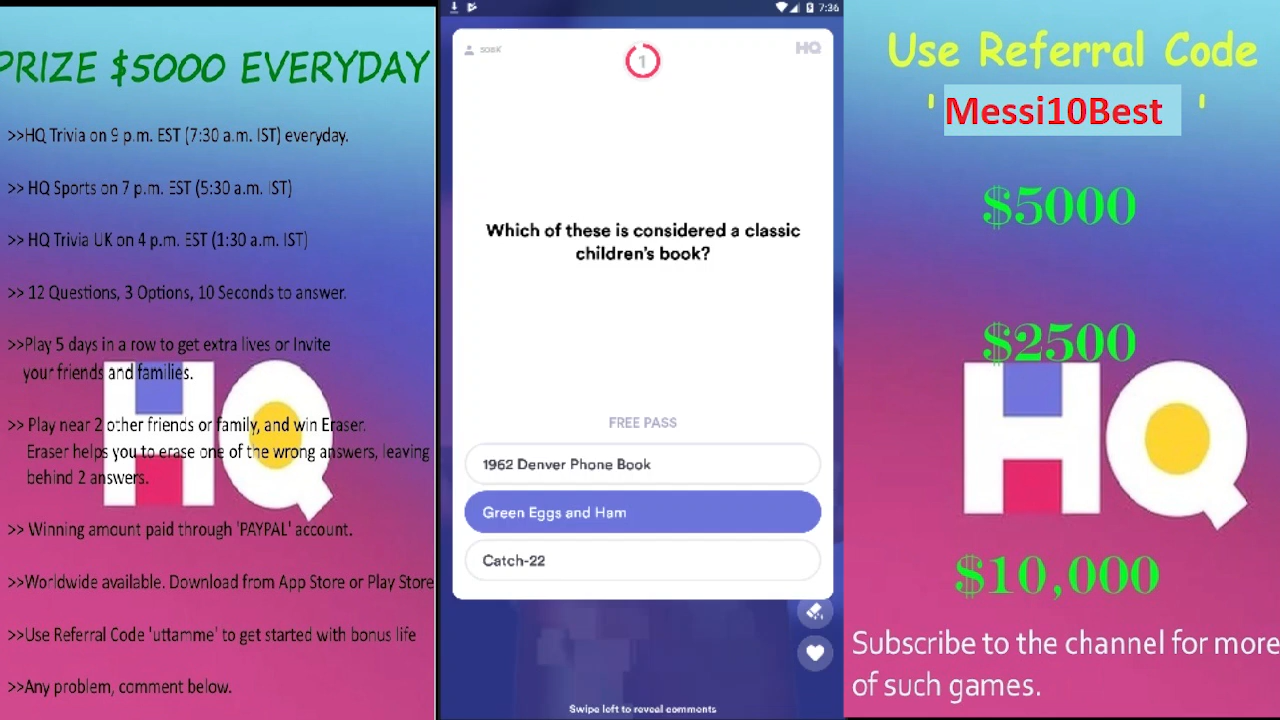 PRIZE $5000 EVERYDAY
>>HQ Trivia on 9 p.m. EST (7:30 a.m. IST) everyday.
>> HQ Sports on 7 p.m. EST (5:30 a.m. IST)
>> HQ Trivia UK on 4 p.m. EST (1:30 a.m. IST)
>> 12 Questions, 3 Options, 10 Seconds to answer.
>>Play 5 days in a row to get extra lives or Invite
your friends and families.
>> Play near 2 other friends or family, and win Eraser.
Eraser helps you to erase one of the wrong answers, leaving
behind 2 answers.
>> Winning amount paid through 'PAYPAL' account.
>>Worldwide available. Download from App Store or Play Store
>>Use Referral Code 'uttamme' to get started with bonus life
>>Any problem, comment below.
HQ
7:36
HQ
1
Which of these is considered a classic
children's book?
FREE PASS
1962 Denver Phone Book
Green Eggs and Ham
Catch-22
Swipe left to reveal comments
Use Referral Code
' Messi10Best '
$5000
$2500
HQ
$10,000
Subscribe to the channel for more
of such games.